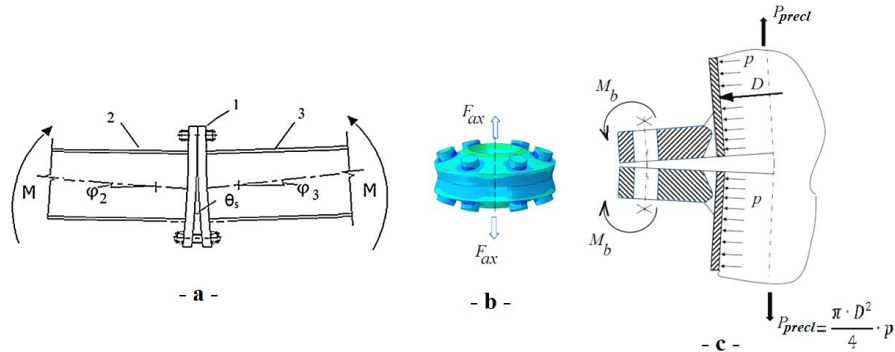 1
2
3
M
φ2
φ3
M
θs
- a -
Fax
Fax
- b -
Pprecl
p
D
Mb
p
Mb
Pprecl = π · D² / 4 · p
- c -